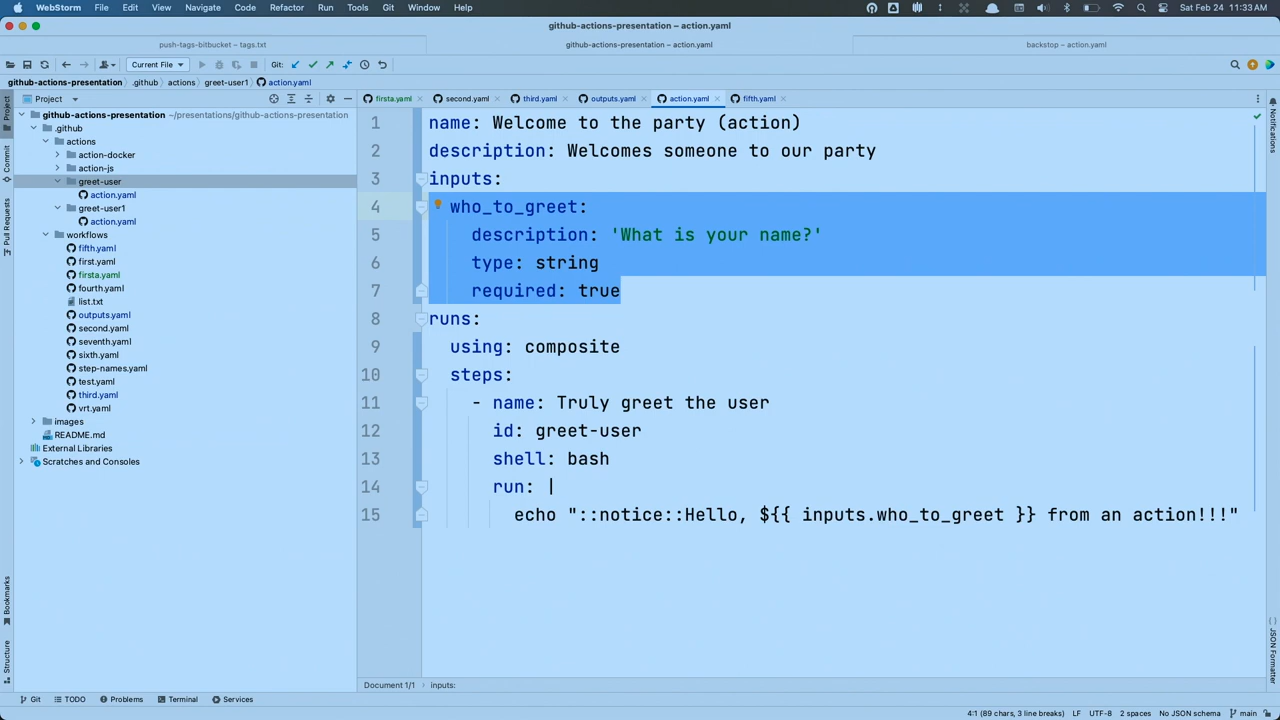 WebStorm File Edit View Navigate Code Refactor Run Tools Git Window Help Sat Feb 24 11:33 AM
github-actions-presentation – action.yaml
push-tags-bitbucket – tags.txt github-actions-presentation – action.yaml backstop – action.yaml
Current File Git:
github-actions-presentation .github actions greet-user1 action.yaml
Project firsta.yaml second.yaml third.yaml outputs.yaml action.yaml fifth.yaml
github-actions-presentation ~/presentations/github-actions-presentation
.github
actions
action-docker
action-js
greet-user
action.yaml
greet-user1
action.yaml
workflows
fifth.yaml
first.yaml
firsta.yaml
fourth.yaml
list.txt
outputs.yaml
second.yaml
seventh.yaml
sixth.yaml
step-names.yaml
test.yaml
third.yaml
vrt.yaml
images
README.md
External Libraries
Scratches and Consoles
1 name: Welcome to the party (action)
2 description: Welcomes someone to our party
3 inputs:
4 who_to_greet:
5 description: 'What is your name?'
6 type: string
7 required: true
8 runs:
9 using: composite
10 steps:
11 - name: Truly greet the user
12 id: greet-user
13 shell: bash
14 run: |
15 echo "::notice::Hello, ${{ inputs.who_to_greet }} from an action!!!"
Project
Commit
Pull Requests
Bookmarks
Structure
Notifications
JSON Formatter
Document 1/1 inputs:
Git TODO Problems Terminal Services
4:1 (89 chars, 3 line breaks) LF UTF-8 2 spaces No JSON schema main